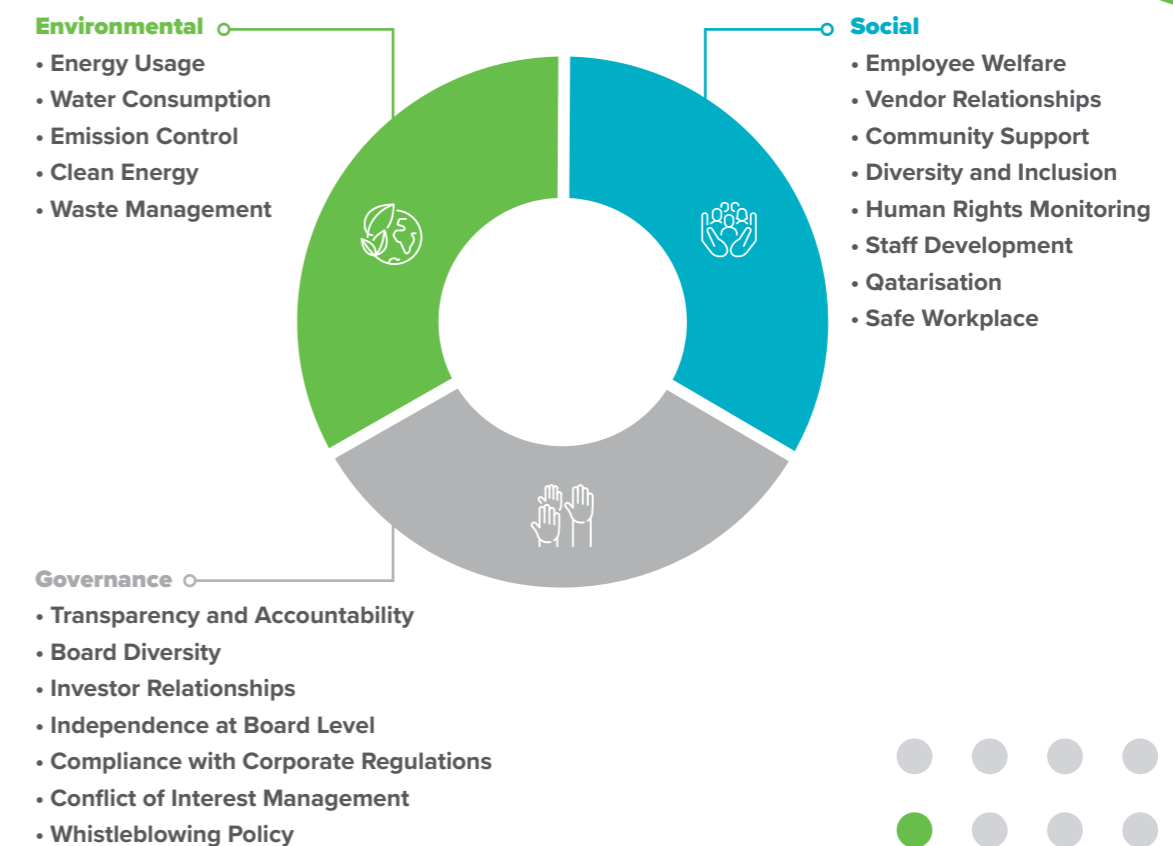 Environmental
• Energy Usage
• Water Consumption
• Emission Control
• Clean Energy
• Waste Management
Social
• Employee Welfare
• Vendor Relationships
• Community Support
• Diversity and Inclusion
• Human Rights Monitoring
• Staff Development
• Qatarisation
• Safe Workplace
Governance
• Transparency and Accountability
• Board Diversity
• Investor Relationships
• Independence at Board Level
• Compliance with Corporate Regulations
• Conflict of Interest Management
• Whistleblowing Policy